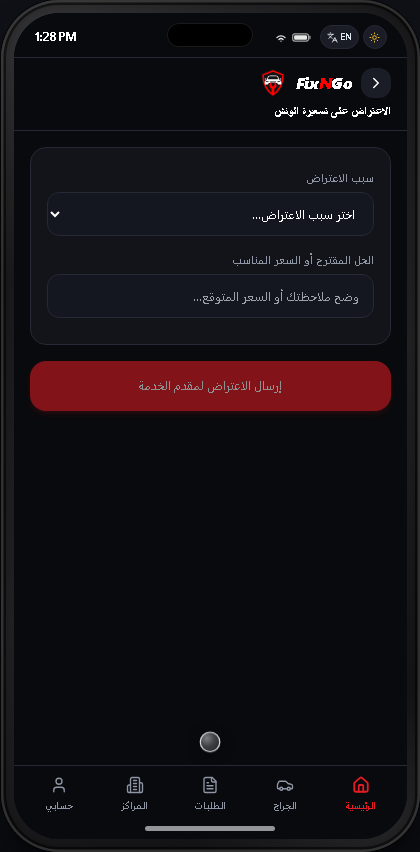 1:28 PM
EN
FixNGo
الاعتراض على تسعيرة الونش
سبب الاعتراض
اختر سبب الاعتراض...
الحل المقترح أو السعر المناسب
وضح ملاحظتك أو السعر المتوقع...
إرسال الاعتراض لمقدم الخدمة
الرئيسية
الجراج
الطلبات
المراكز
حسابي